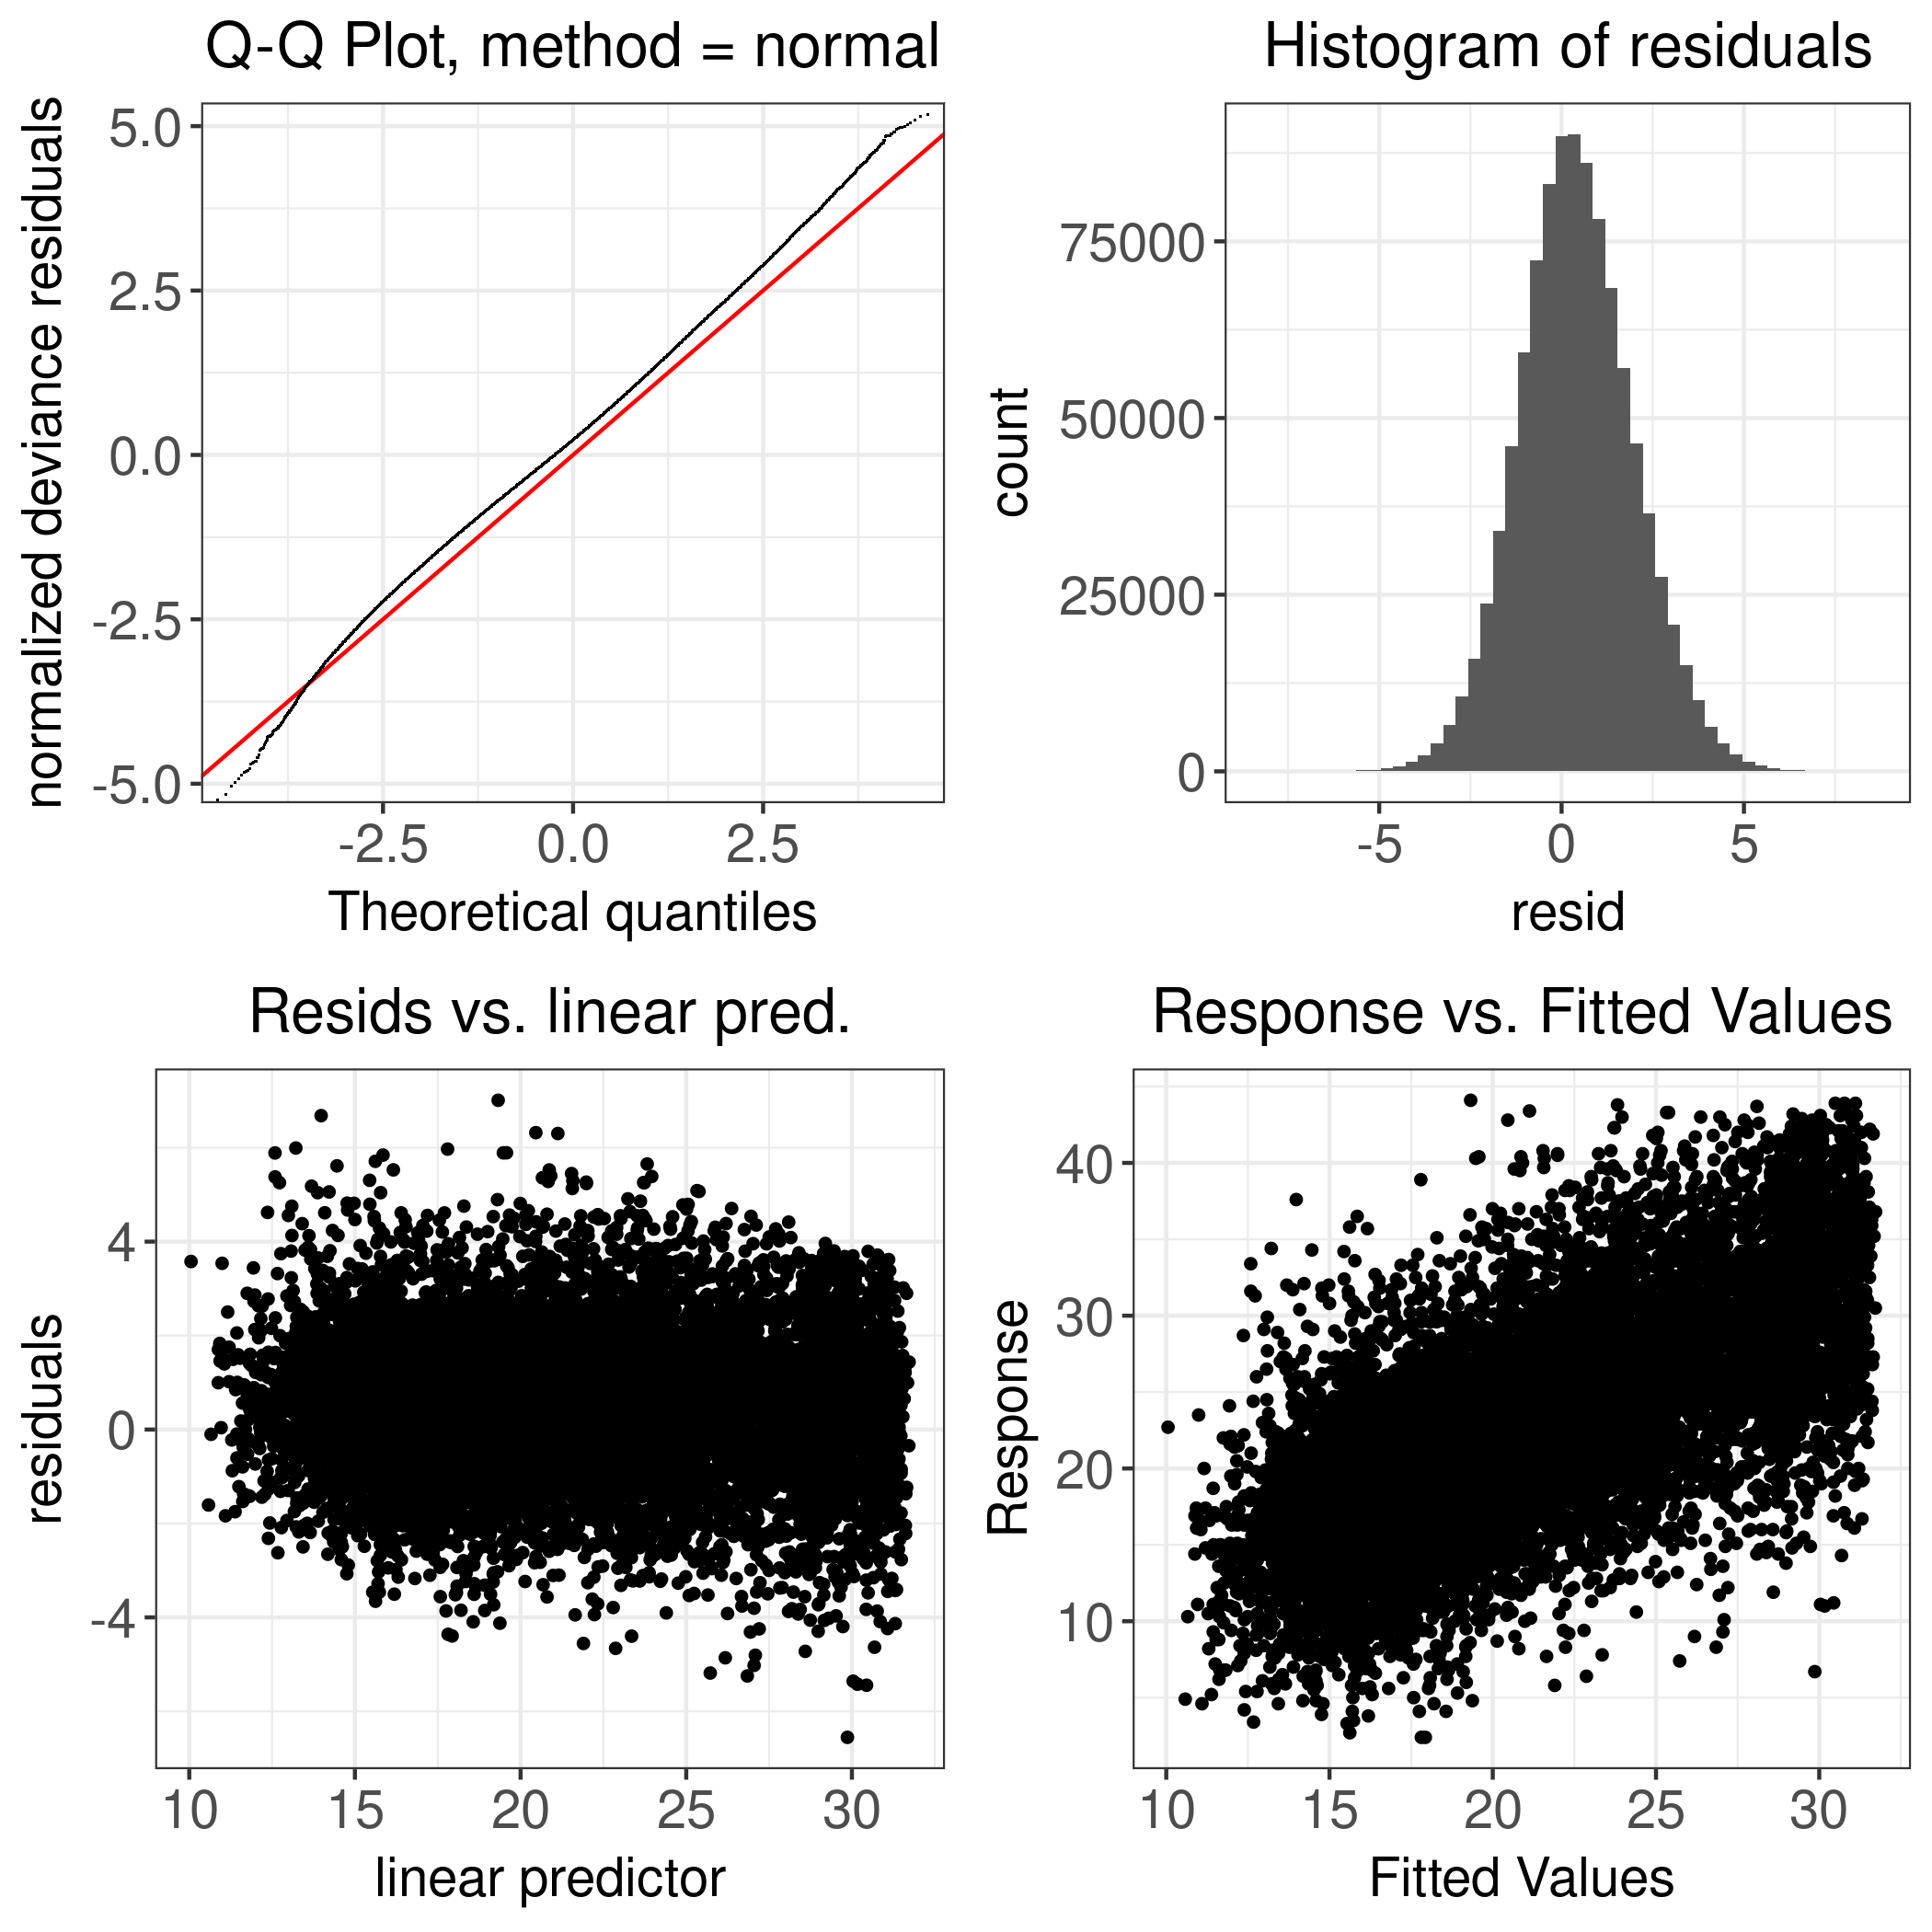 Q-Q Plot, method = normal
normalized deviance residuals
5.0
2.5
0.0
-2.5
-5.0
-2.5 0.0 2.5
Theoretical quantiles
Histogram of residuals
count
75000
50000
25000
0
-5 0 5
resid
Resids vs. linear pred.
residuals
4
0
-4
10 15 20 25 30
linear predictor
Response vs. Fitted Values
Response
40
30
20
10
10 15 20 25 30
Fitted Values